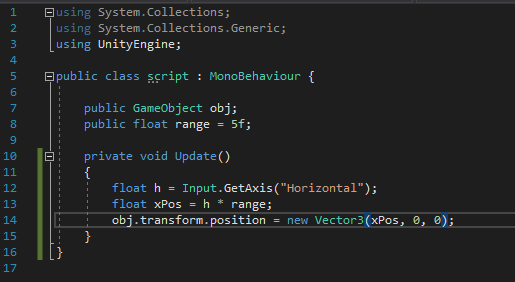 1 using System.Collections;
2 using System.Collections.Generic;
3 using UnityEngine;
4
5 public class script : MonoBehaviour {
6
7 public GameObject obj;
8 public float range = 5f;
9
10 private void Update()
11 {
12 float h = Input.GetAxis("Horizontal");
13 float xPos = h * range;
14 obj.transform.position = new Vector3(xPos, 0, 0);
15 }
16 }
17